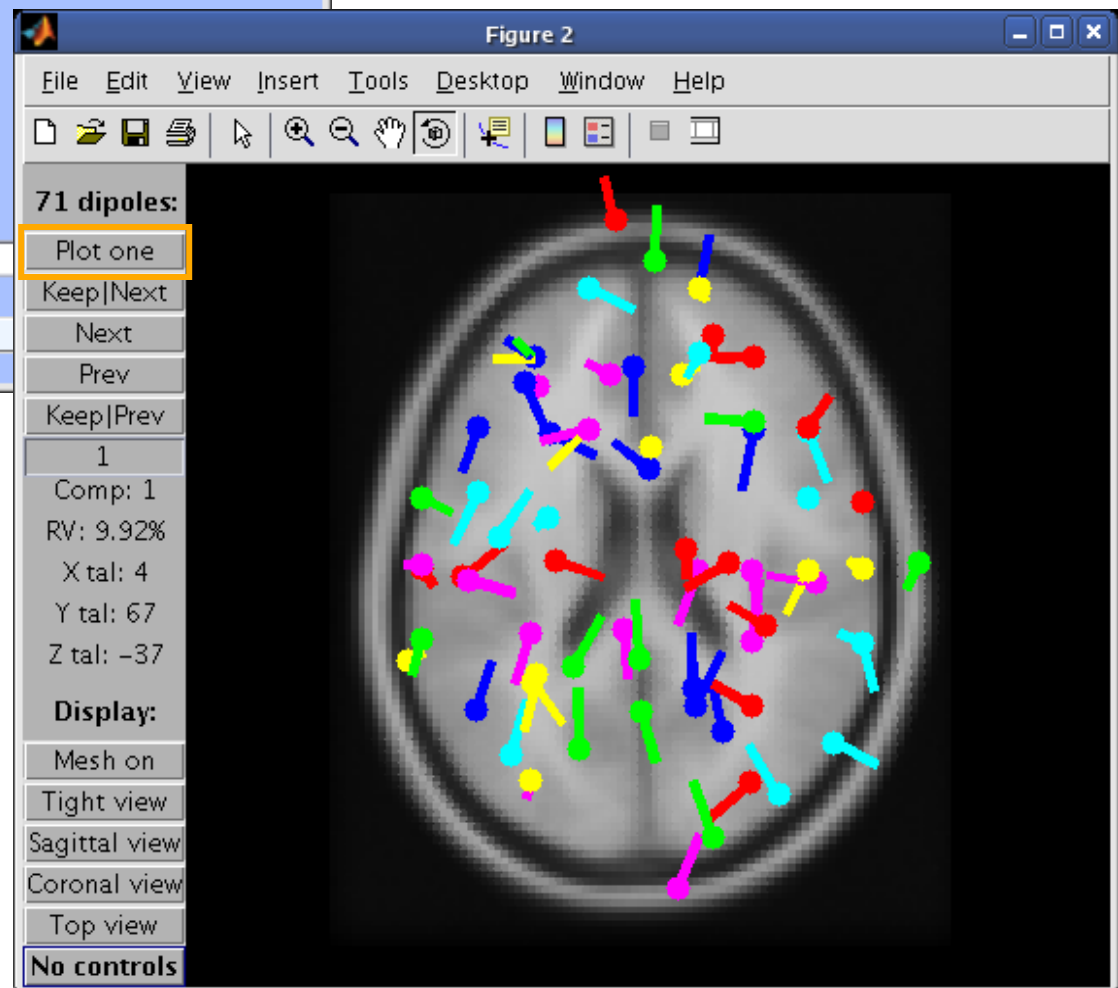 Figure 2
File Edit View Insert Tools Desktop Window Help
71 dipoles:
Plot one
Keep|Next
Next
Prev
Keep|Prev
1
Comp: 1
RV: 9.92%
X tal: 4
Y tal: 67
Z tal: −37
Display:
Mesh on
Tight view
Sagittal view
Coronal view
Top view
No controls